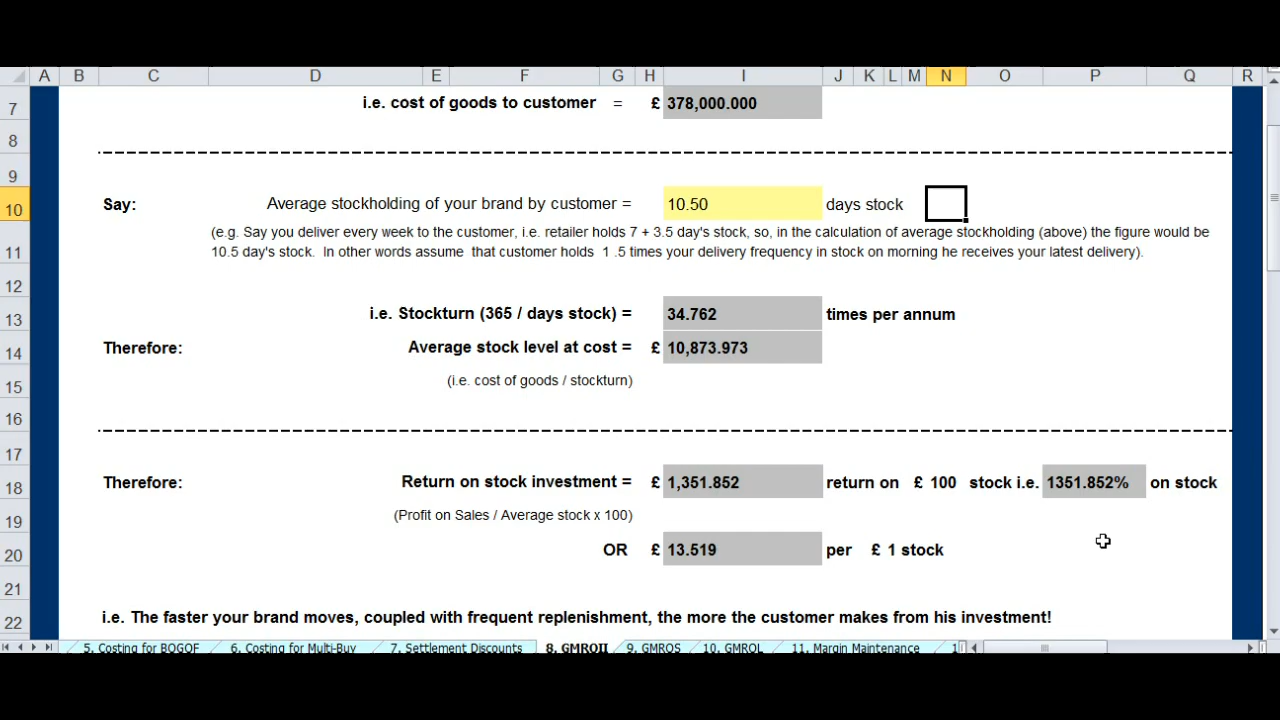 A B C D E F G H I J K L M N O P Q R
7 i.e. cost of goods to customer = £ 378,000.000
8
9
10 Say: Average stockholding of your brand by customer = 10.50 days stock
(e.g. Say you deliver every week to the customer, i.e. retailer holds 7 + 3.5 day's stock, so, in the calculation of average stockholding (above) the figure would be
11 10.5 day's stock. In other words assume that customer holds 1 .5 times your delivery frequency in stock on morning he receives your latest delivery).
12
13 i.e. Stockturn (365 / days stock) = 34.762 times per annum
14 Therefore: Average stock level at cost = £ 10,873.973
15 (i.e. cost of goods / stockturn)
16
17
18 Therefore: Return on stock investment = £ 1,351.852 return on £ 100 stock i.e. 1351.852% on stock
19 (Profit on Sales / Average stock x 100)
20 OR £ 13.519 per £ 1 stock
21
22 i.e. The faster your brand moves, coupled with frequent replenishment, the more the customer makes from his investment!
5. Costing for BOGOF 6. Costing for Multi-Buy 7. Settlement Discounts 8. GMROII 9. GMROS 10. GMROL 11. Margin Maintenance 1